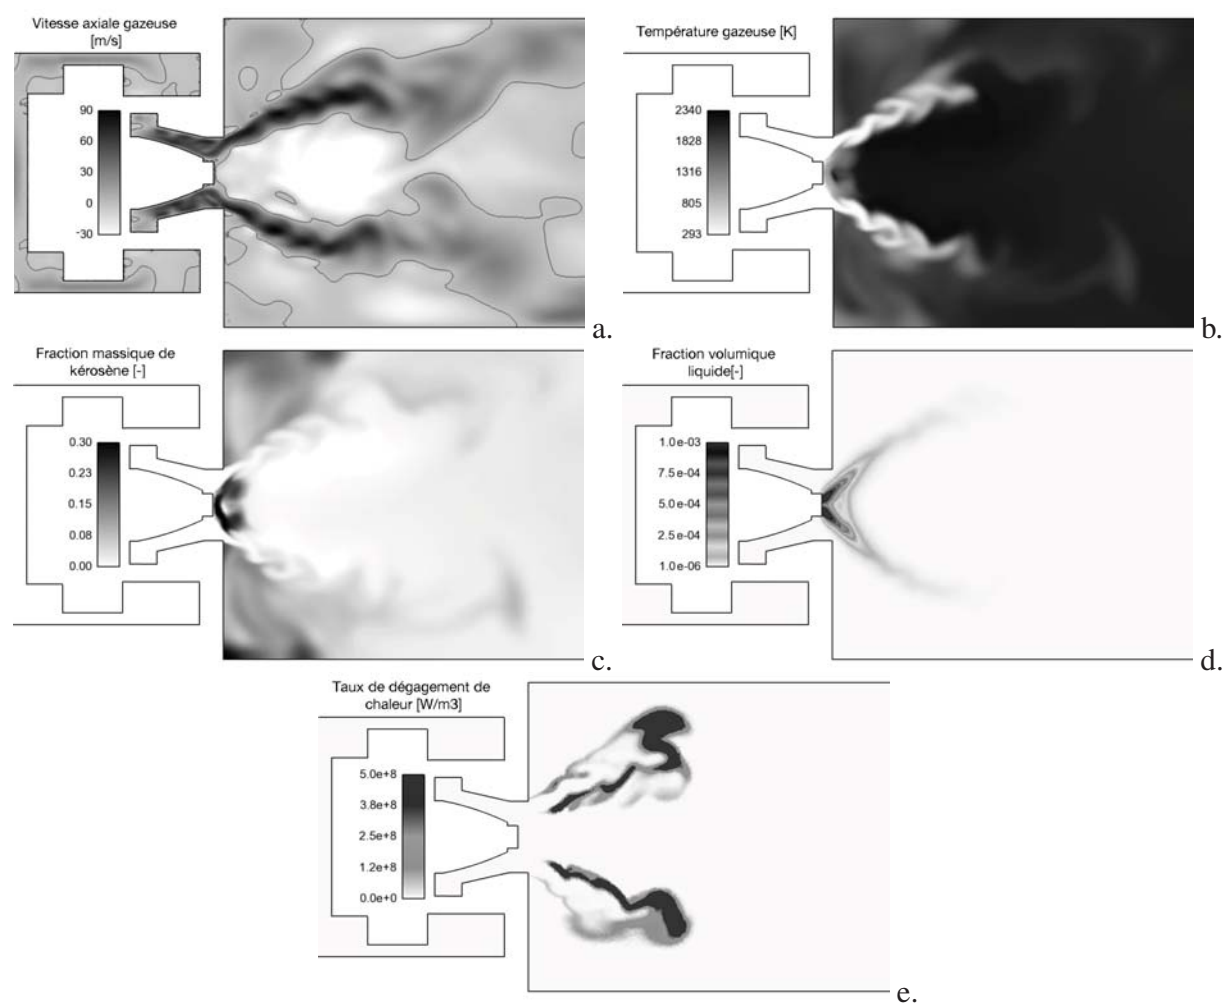 Vitesse axiale gazeuse
[m/s]
90
60
30
0
-30
a.
Température gazeuse [K]
2340
1828
1316
805
293
b.
Fraction massique de
kérosène [-]
0.30
0.23
0.15
0.08
0.00
c.
Fraction volumique
liquide[-]
1.0e-03
7.5e-04
5.0e-04
2.5e-04
1.0e-06
d.
Taux de dégagement de
chaleur [W/m3]
5.0e+8
3.8e+8
2.5e+8
1.2e+8
0.0e+0
e.